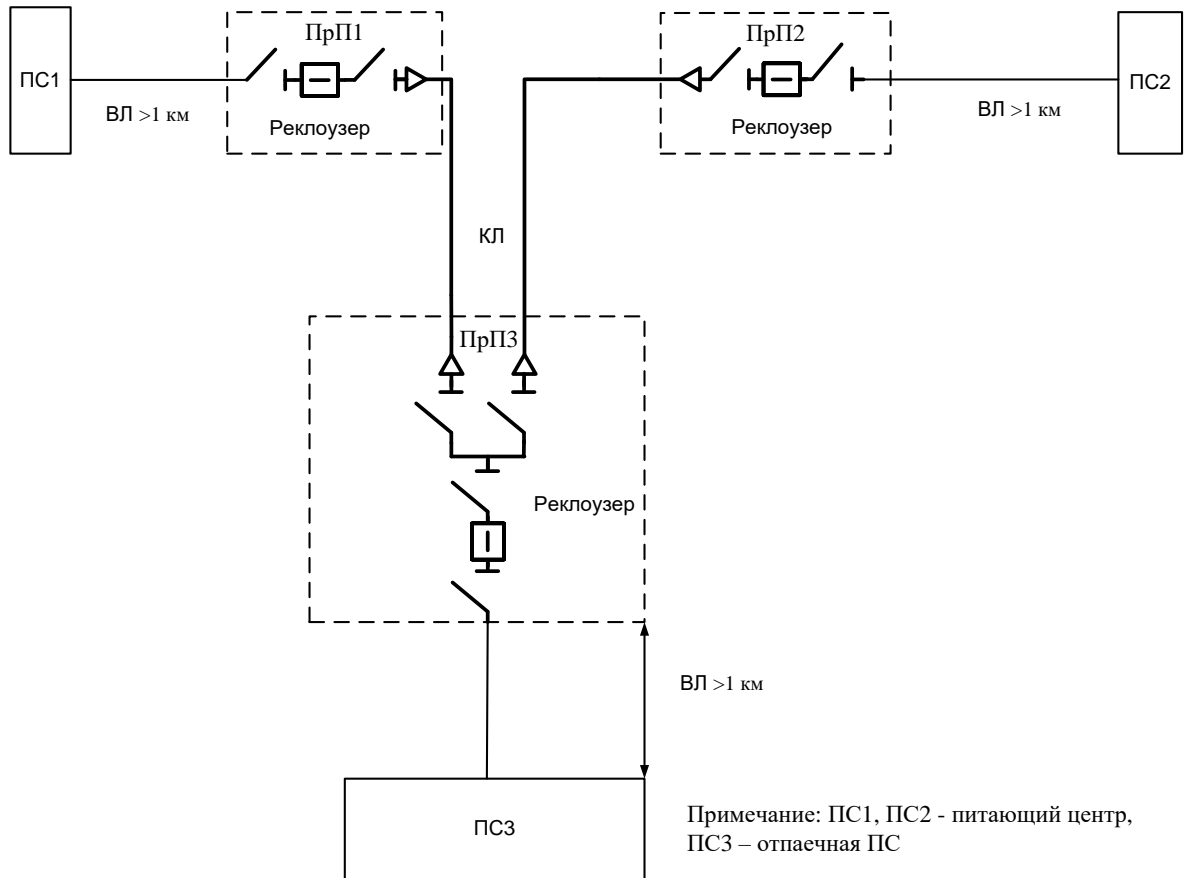 ПрП1
ПрП2
ПС1
ПС2
ВЛ >1 км
Реклоузер
Реклоузер
ВЛ >1 км
КЛ
ПрП3
Реклоузер
ВЛ >1 км
ПС3
Примечание: ПС1, ПС2 - питающий центр,
ПС3 – отпаечная ПС